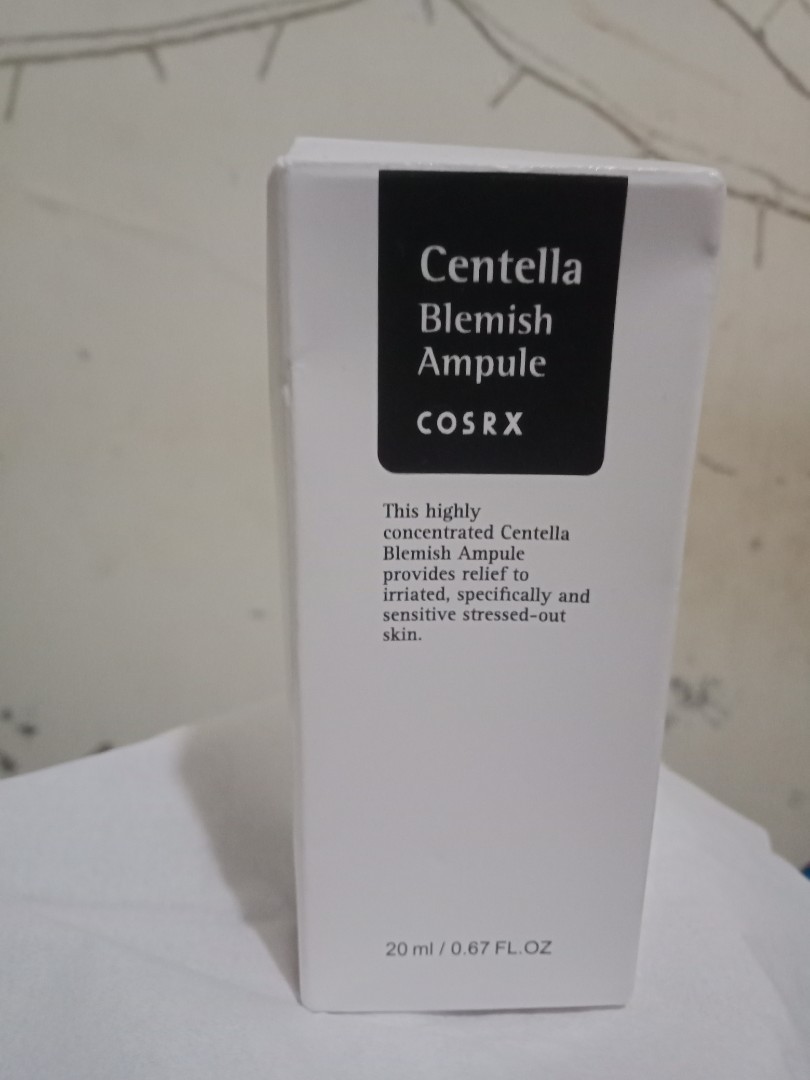 Centella
Blemish
Ampule
COSRX
This highly
concentrated Centella
Blemish Ampule
provides relief to
irriated, specifically and
sensitive stressed-out
skin.
20 ml / 0.67 FL.OZ